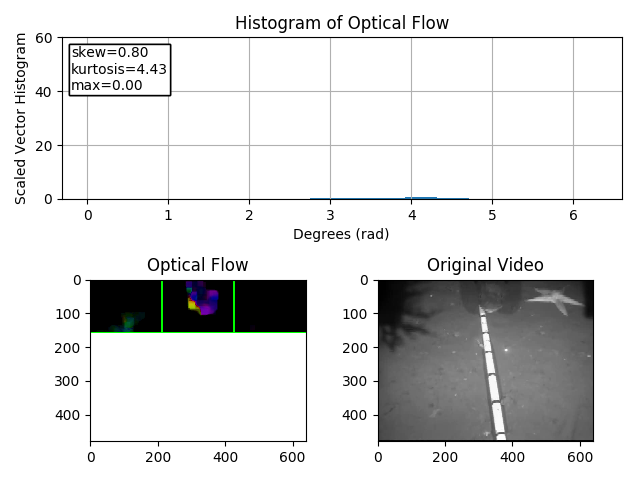 Histogram of Optical Flow
Scaled Vector Histogram
60
40
20
0
skew=0.80
kurtosis=4.43
max=0.00
0 1 2 3 4 5 6
Degrees (rad)
Optical Flow
0
100
200
300
400
0 200 400 600
Original Video
0
100
200
300
400
0 200 400 600